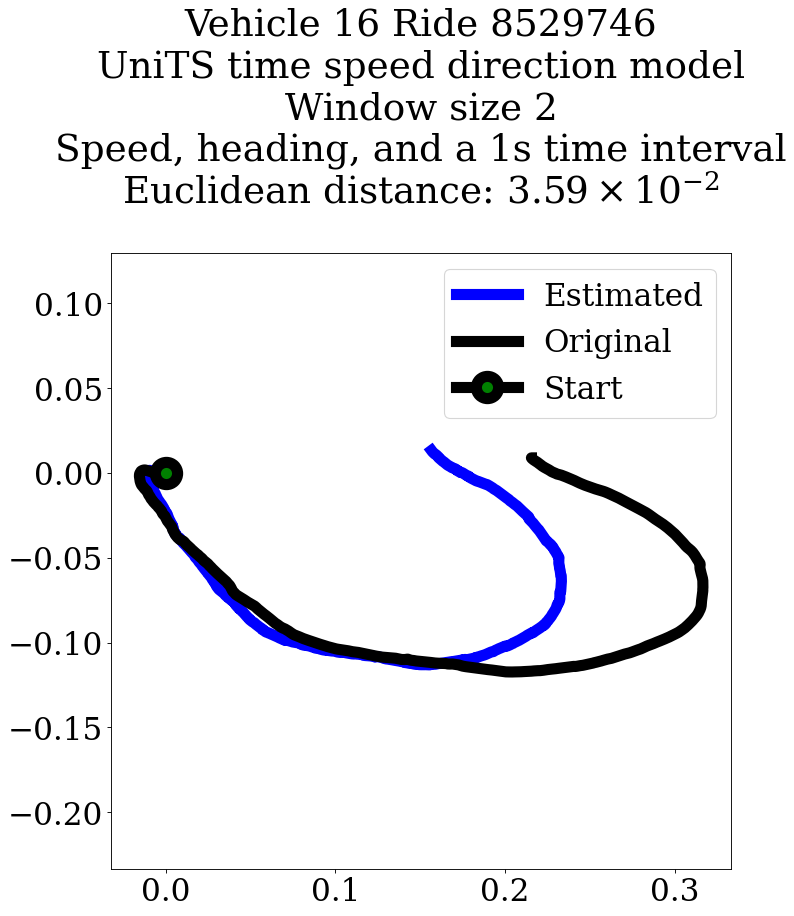 Vehicle 16 Ride 8529746
UniTS time speed direction model
Window size 2
Speed, heading, and a 1s time interval
Euclidean distance: 3.59 × 10⁻²
Estimated
Original
Start
0.10
0.05
0.00
−0.05
−0.10
−0.15
−0.20
0.0 0.1 0.2 0.3